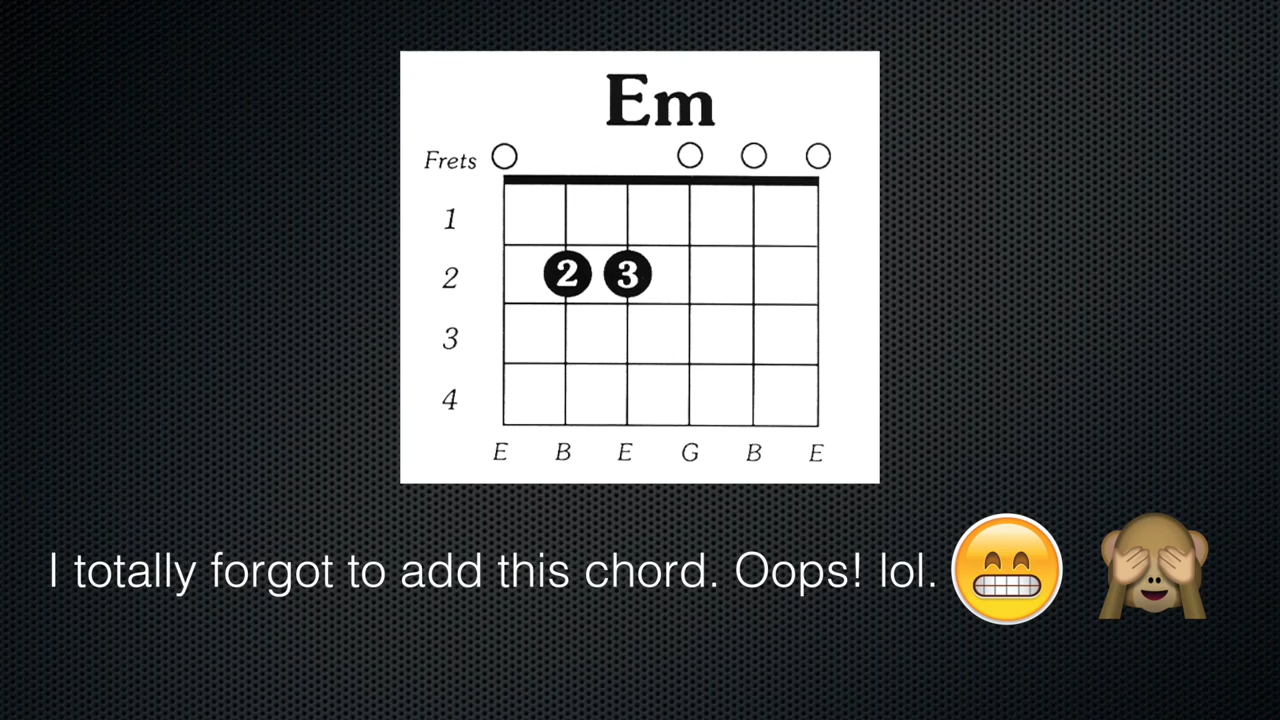 Em
Frets
1
2 2 3
3
4
E B E G B E
I totally forgot to add this chord. Oops! lol.